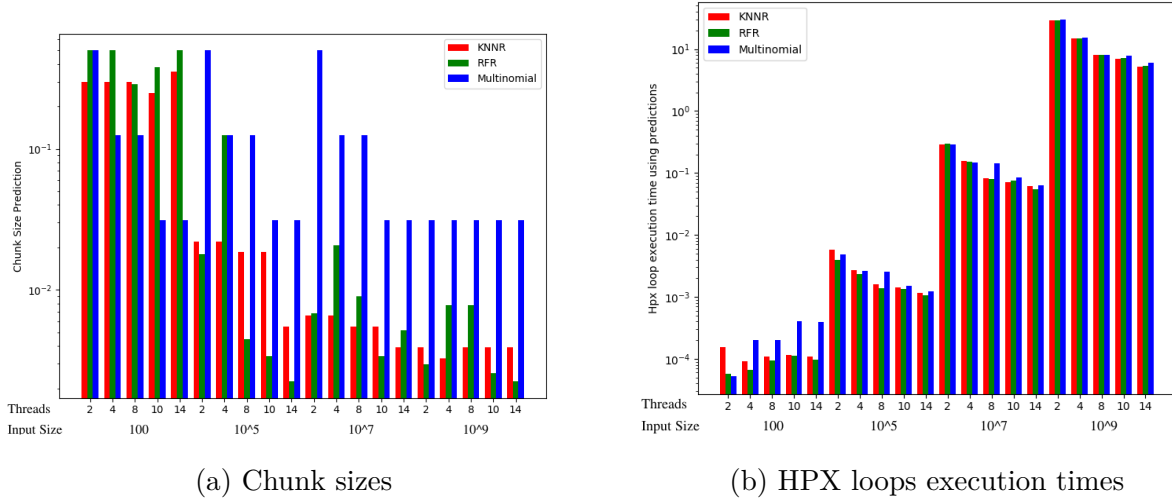 KNNR
RFR
Multinomial
Chunk Size Prediction
10^{-1}
10^{-2}
Threads 2 4 8 10 14 2 4 8 10 14 2 4 8 10 14 2 4 8 10 14
Input Size 100 10^5 10^7 10^9
(a) Chunk sizes
KNNR
RFR
Multinomial
Hpx loop execution time using predictions
10^{1}
10^{0}
10^{-1}
10^{-2}
10^{-3}
10^{-4}
Threads 2 4 8 10 14 2 4 8 10 14 2 4 8 10 14 2 4 8 10 14
Input Size 100 10^5 10^7 10^9
(b) HPX loops execution times